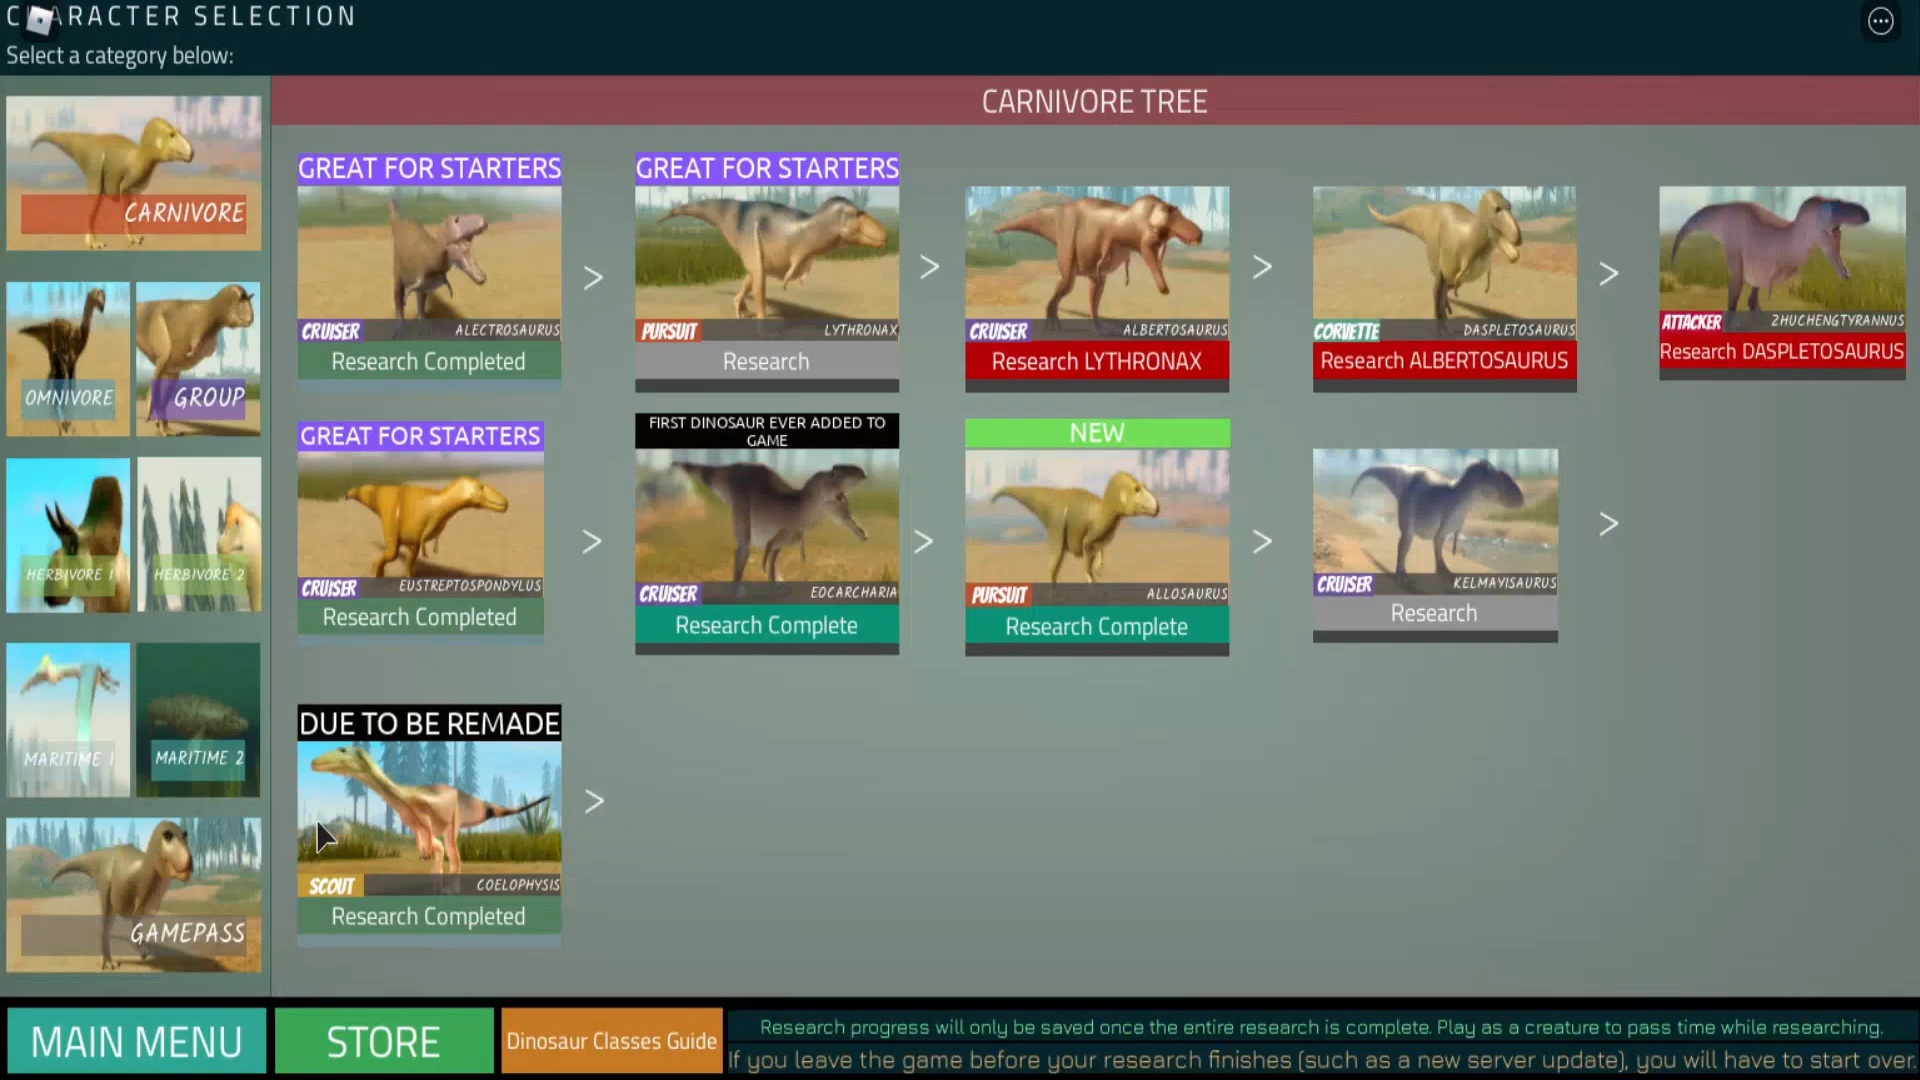 CHARACTER SELECTION
Select a category below:
CARNIVORE
OMNIVORE
GROUP
HERBIVORE 1
HERBIVORE 2
MARITIME 1
MARITIME 2
GAMEPASS
CARNIVORE TREE
GREAT FOR STARTERS
CRUISER
ALECTROSAURUS
Research Completed
>
GREAT FOR STARTERS
PURSUIT
LYTHRONAX
Research
>
CRUISER
ALBERTOSAURUS
Research LYTHRONAX
>
CORVETTE
DASPLETOSAURUS
Research ALBERTOSAURUS
>
ATTACKER
ZHUCHENGTYRANNUS
Research DASPLETOSAURUS
GREAT FOR STARTERS
CRUISER
EUSTREPTOSPONDYLUS
Research Completed
>
FIRST DINOSAUR EVER ADDED TO
GAME
CRUISER
EOCARCHARIA
Research Complete
>
NEW
PURSUIT
ALLOSAURUS
Research Complete
>
CRUISER
KELMAYISAURUS
Research
>
DUE TO BE REMADE
SCOUT
COELOPHYSIS
Research Completed
>
MAIN MENU
STORE
Dinosaur Classes Guide
Research progress will only be saved once the entire research is complete. Play as a creature to pass time while researching.
If you leave the game before your research finishes (such as a new server update), you will have to start over.